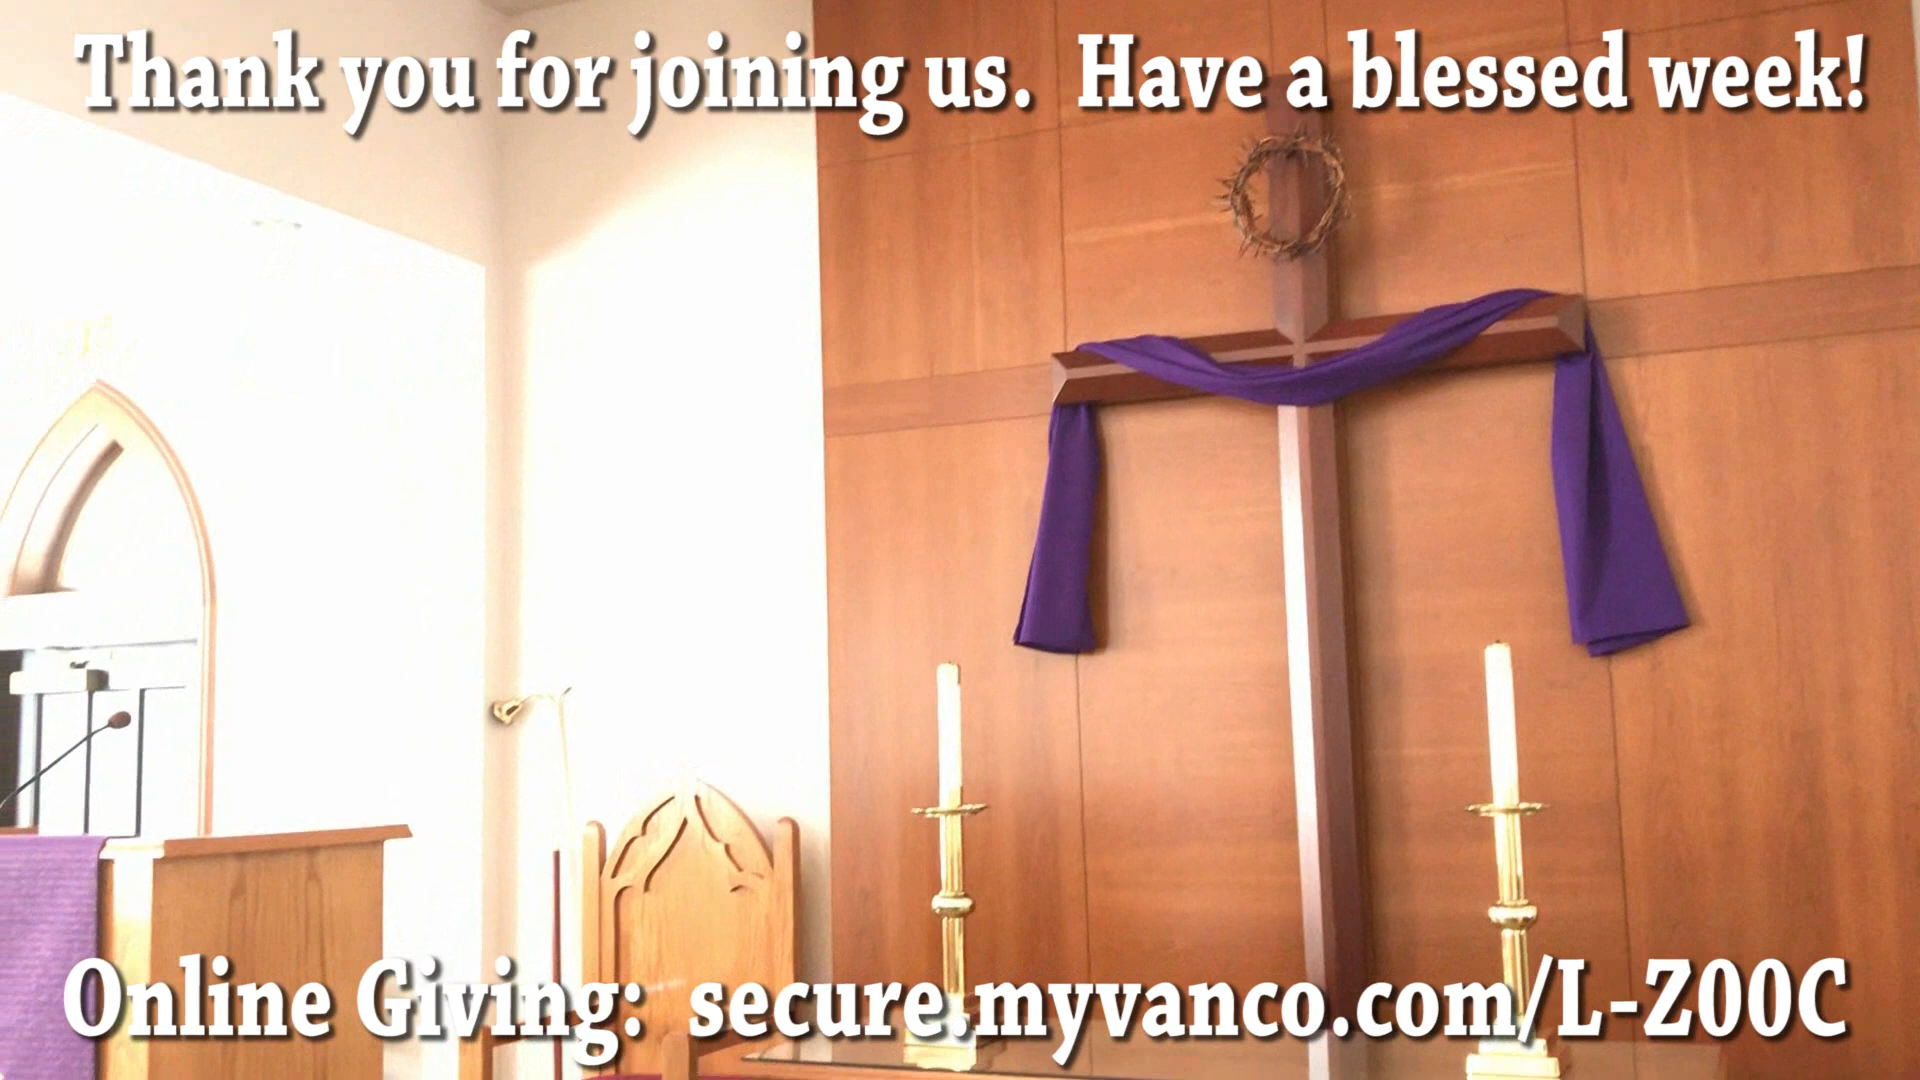 Thank you for joining us.  Have a blessed week!
Online Giving:  secure.myvanco.com/L-Z00C